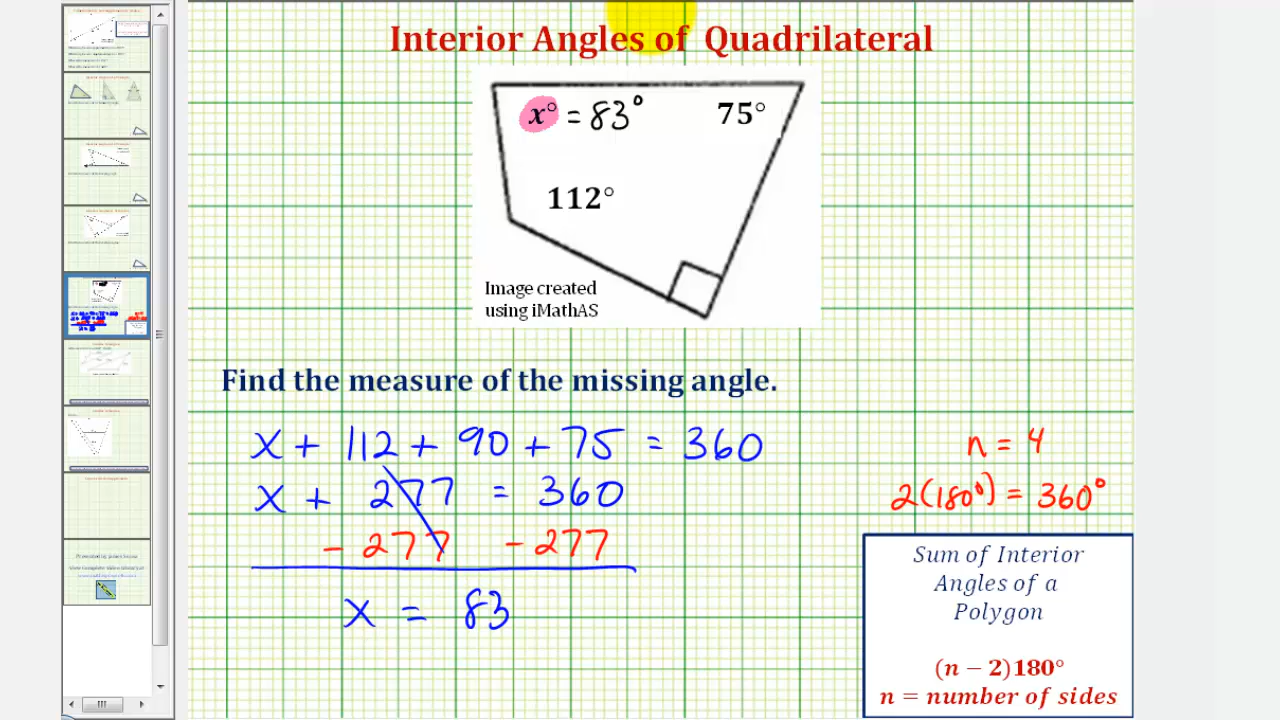 Interior Angles of Quadrilateral
x° = 83°
75°
112°
Image created
using iMathAS
Find the measure of the missing angle.
x + 112 + 90 + 75 = 360
x + 277 = 360
- 277 - 277
x = 83
n = 4
2(180°) = 360°
Sum of Interior
Angles of a
Polygon
(n − 2)180°
n = number of sides